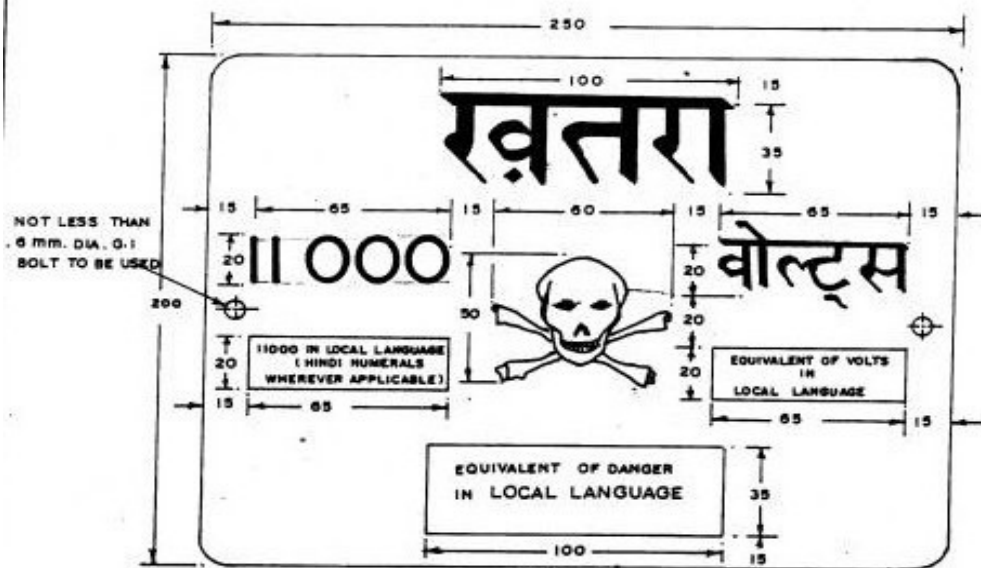 250
100
15
ख़तरा
35
15
65
15
60
15
65
15
NOT LESS THAN
6 mm. DIA. G.I
BOLT TO BE USED
20
11000
20
वोल्ट्स
200
50
20
20
11000 IN LOCAL LANGUAGE
(HINDI NUMERALS
WHEREVER APPLICABLE)
20
EQUIVALENT OF VOLTS
IN
LOCAL LANGUAGE
15
65
65
15
EQUIVALENT OF DANGER
IN LOCAL LANGUAGE
35
100
15